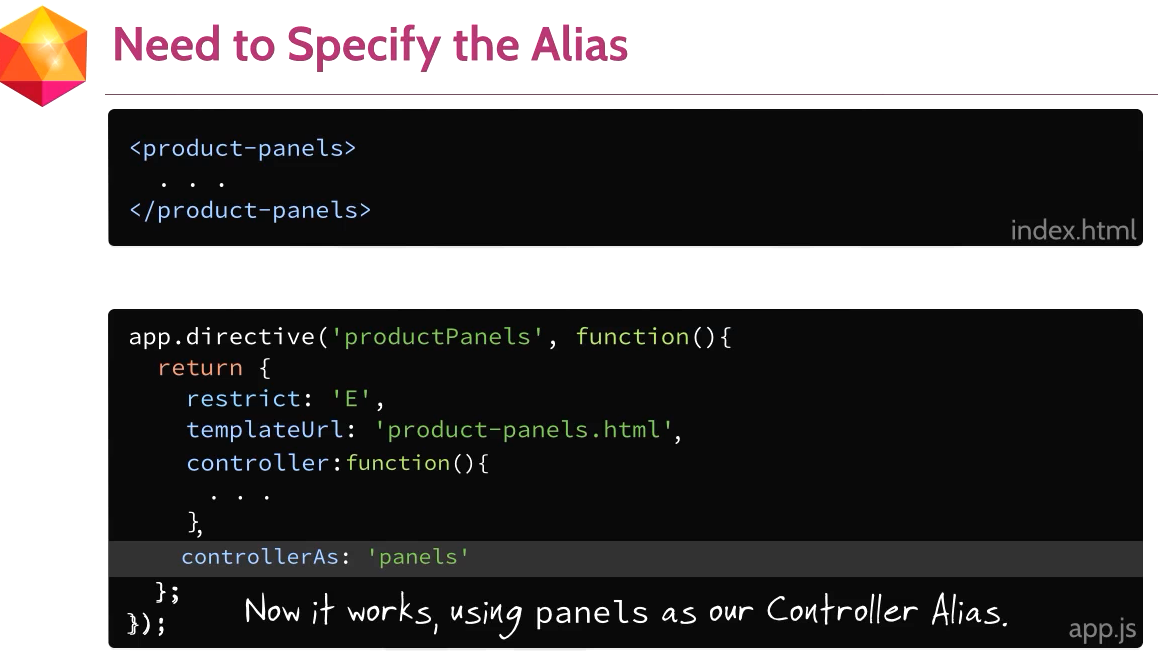 Need to Specify the Alias
<product-panels>
. . .
</product-panels>
index.html
app.directive('productPanels', function(){
return {
restrict: 'E',
templateUrl: 'product-panels.html',
controller:function(){
. . .
},
controllerAs: 'panels'
};
});
Now it works, using panels as our Controller Alias.
app.js